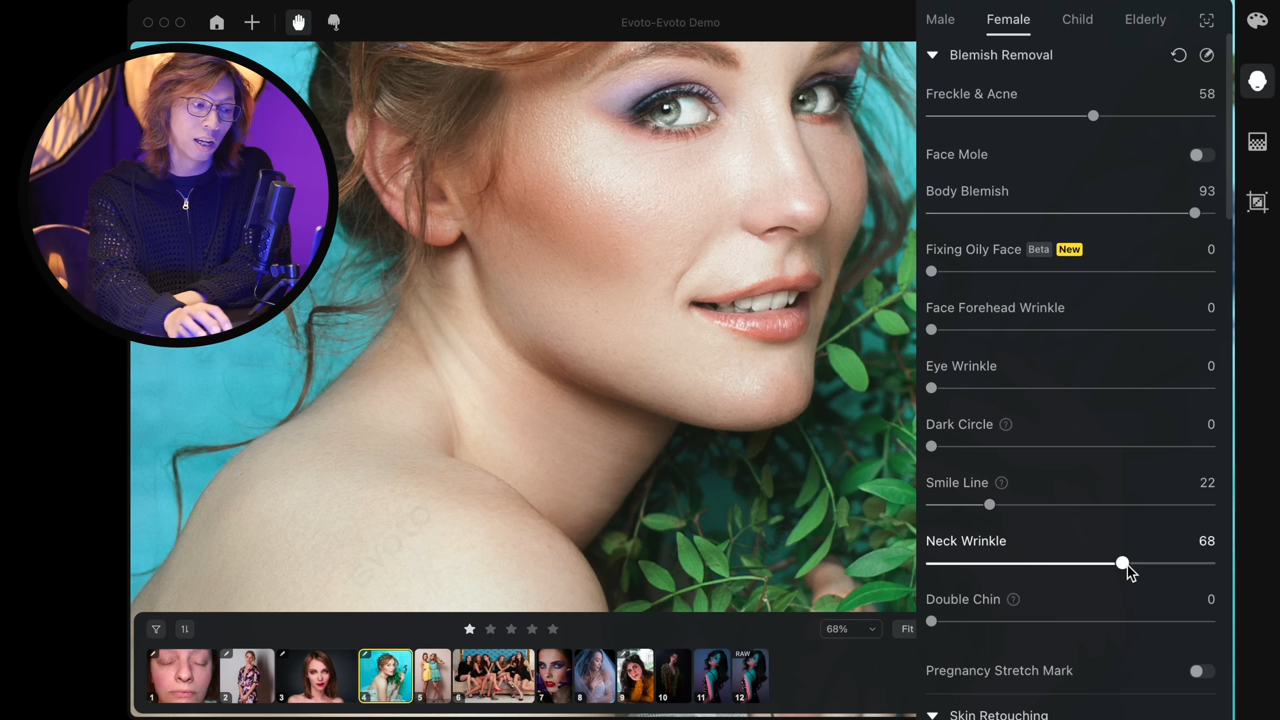 Evoto-Evoto Demo
Male Female Child Elderly
Blemish Removal
Freckle & Acne 58
Face Mole
Body Blemish 93
Fixing Oily Face Beta New 0
Face Forehead Wrinkle 0
Eye Wrinkle 0
Dark Circle ? 0
Smile Line ? 22
Neck Wrinkle 68
Double Chin ? 0
Pregnancy Stretch Mark
Skin Retouching
evoto
68% Fit
RAW
1 2 3 4 5 6 7 8 9 10 11 12